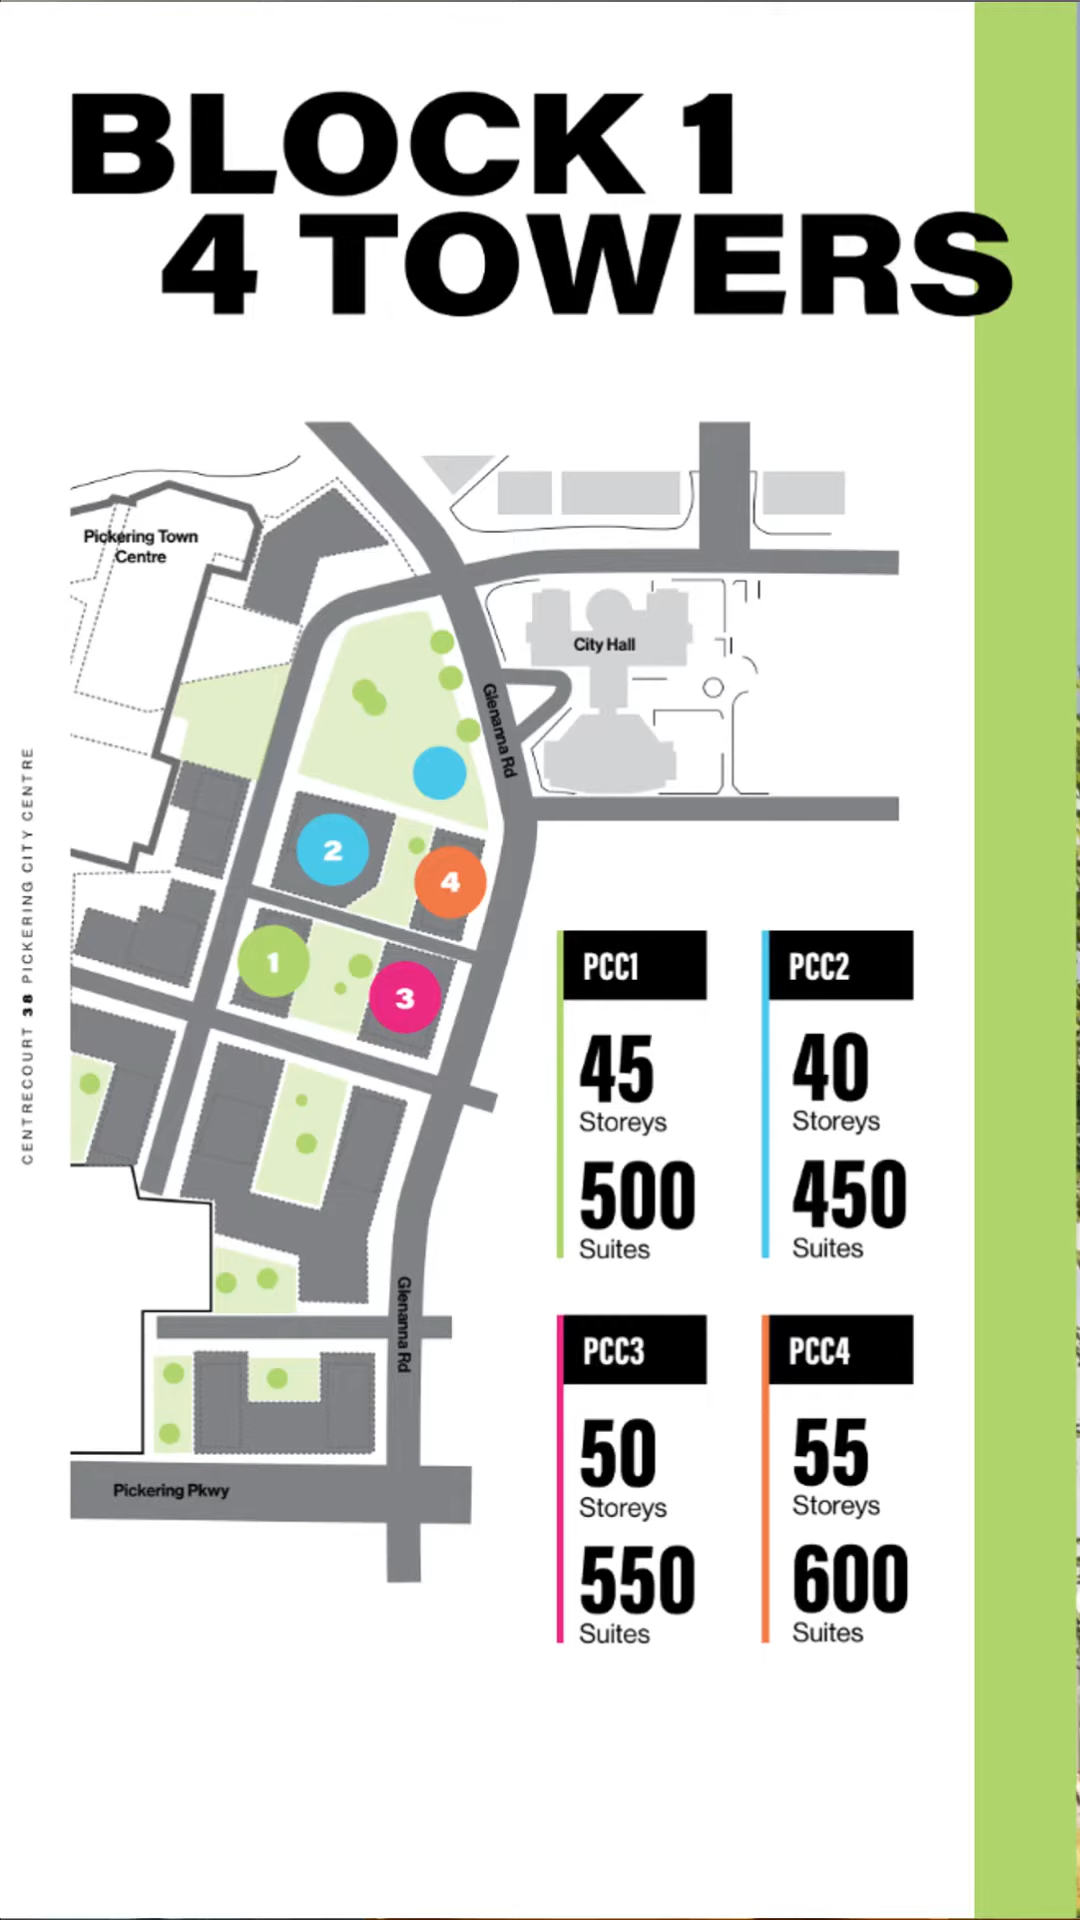 BLOCK 1
4 TOWERS
Pickering Town
Centre
City Hall
Glenanna Rd
2
4
1
3
CENTRECOURT 38 PICKERING CITY CENTRE
Glenanna Rd
Pickering Pkwy
PCC1
45
Storeys
500
Suites
PCC2
40
Storeys
450
Suites
PCC3
50
Storeys
550
Suites
PCC4
55
Storeys
600
Suites